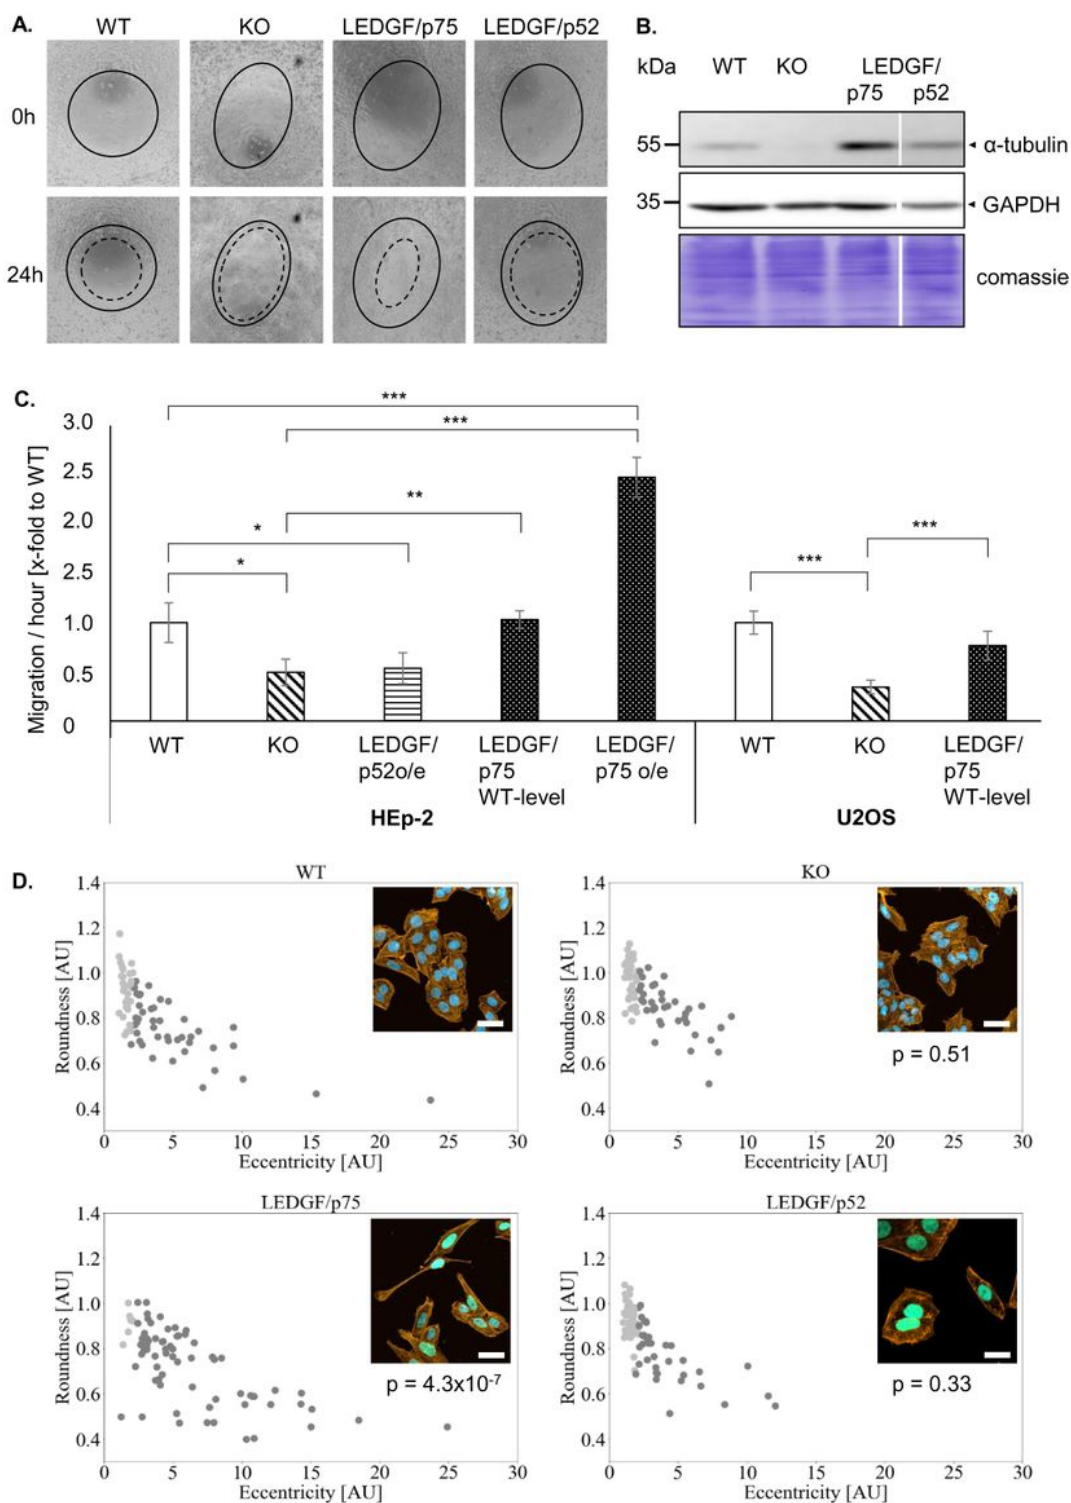 A.
WT KO LEDGF/p75 LEDGF/p52
0h
24h
B.
kDa WT KO LEDGF/
p75 p52
55 α-tubulin
35 GAPDH
comassie
C.
Migration / hour [x-fold to WT]
3.0
2.5
2.0
2.5
1.0
0.5
0
***
***
**
*
*
***
***
WT KO LEDGF/ p52o/e LEDGF/ p75 WT-level LEDGF/ p75 o/e WT KO LEDGF/ p75 WT-level
HEp-2 U2OS
D.
WT
Roundness [AU]
1.4
1.2
1.0
0.8
0.6
0.4
0 5 10 15 20 25 30
Eccentricity [AU]
KO
Roundness [AU]
1.4
1.2
1.0
0.8
0.6
0.4
p = 0.51
0 5 10 15 20 25 30
Eccentricity [AU]
LEDGF/p75
Roundness [AU]
1.4
1.2
1.0
0.8
0.6
0.4
p = 4.3x10⁻⁷
0 5 10 15 20 25 30
Eccentricity [AU]
LEDGF/p52
Roundness [AU]
1.4
1.2
1.0
0.8
0.6
0.4
p = 0.33
0 5 10 15 20 25 30
Eccentricity [AU]